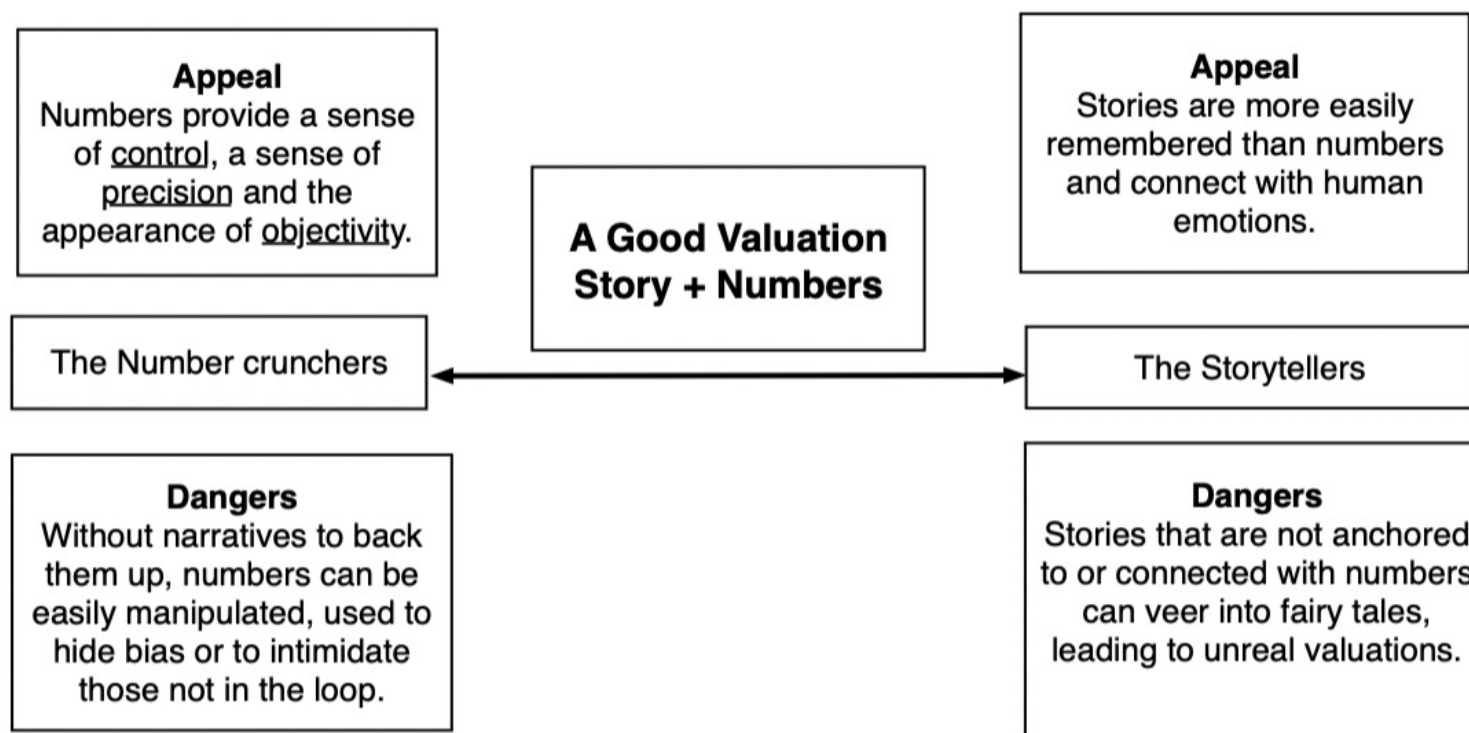 Appeal
Numbers provide a sense
of control, a sense of
precision and the
appearance of objectivity.
The Number crunchers
Dangers
Without narratives to back
them up, numbers can be
easily manipulated, used to
hide bias or to intimidate
those not in the loop.
A Good Valuation
Story + Numbers
Appeal
Stories are more easily
remembered than numbers
and connect with human
emotions.
The Storytellers
Dangers
Stories that are not anchored
to or connected with numbers
can veer into fairy tales,
leading to unreal valuations.